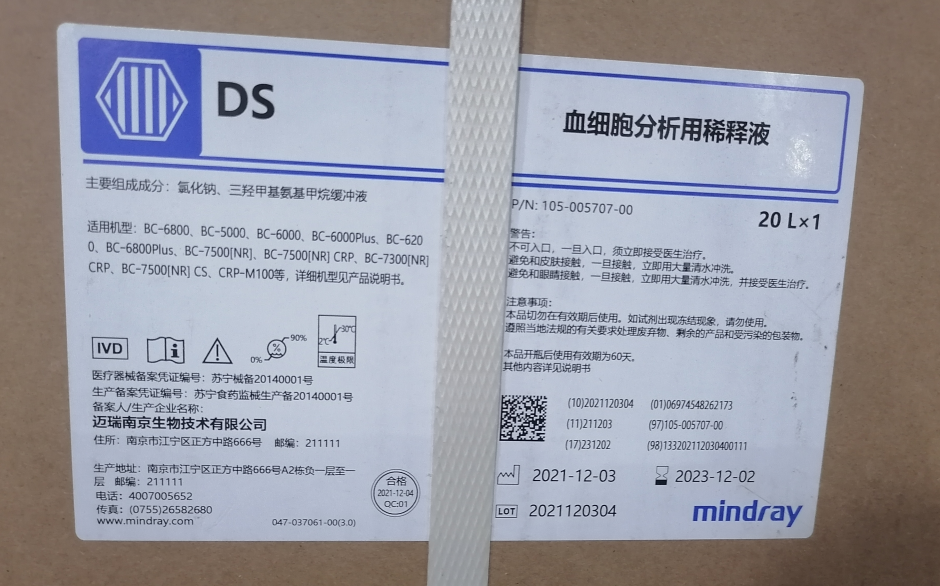 DS
血细胞分析用稀释液
主要组成成分：氯化钠、三羟甲基氨基甲烷缓冲液
适用机型：BC-6800、BC-5000、BC-6000、BC-6000Plus、BC-620
0、BC-6800Plus、BC-7500[NR]、BC-7500[NR] CRP、BC-7300[NR]
CRP、BC-7500[NR] CS、CRP-M100等，详细机型见产品说明书。
IVD
0%
%
90%
2℃
30℃
温度极限
医疗器械备案凭证编号：苏宁械备20140001号
生产备案凭证编号：苏宁食药监械生产备20140001号
备案人/生产企业名称：
迈瑞南京生物技术有限公司
住所：南京市江宁区正方中路666号 邮编：211111
生产地址：南京市江宁区正方中路666号A2栋负一层至一
层 邮编：211111
电话：4007005652
传真：(0755)26582680
www.mindray.com
047-037061-00(3.0)
合格
2021-12-04
QC:01
P/N: 105-005707-00
20 L×1
警告：
不可入口，一旦入口，须立即接受医生治疗。
避免和皮肤接触，一旦接触，立即用大量清水冲洗。
避免和眼睛接触，一旦接触，立即用大量清水冲洗，并接受医生治疗。
注意事项：
本品切勿在有效期后使用。如试剂出现冻结现象，请勿使用。
遵照当地法规的有关要求处理废弃物、剩余的产品和受污染的包装物。
本品开瓶后使用有效期为60天。
其他内容详见说明书
(10)2021120304 (01)06974548262173
(11)211203 (97)105-005707-00
(17)231202 (98)133202112030400111
2021-12-03 2023-12-02
LOT 2021120304
mindray